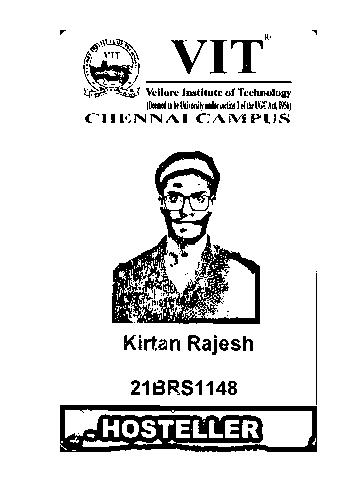 VIT
VIT®
Vellore Institute of Technology
(Deemed to be University under section 3 of the UGC Act, 1956)
CHENNAI CAMPUS
Kirtan Rajesh
21BRS1148
HOSTELLER